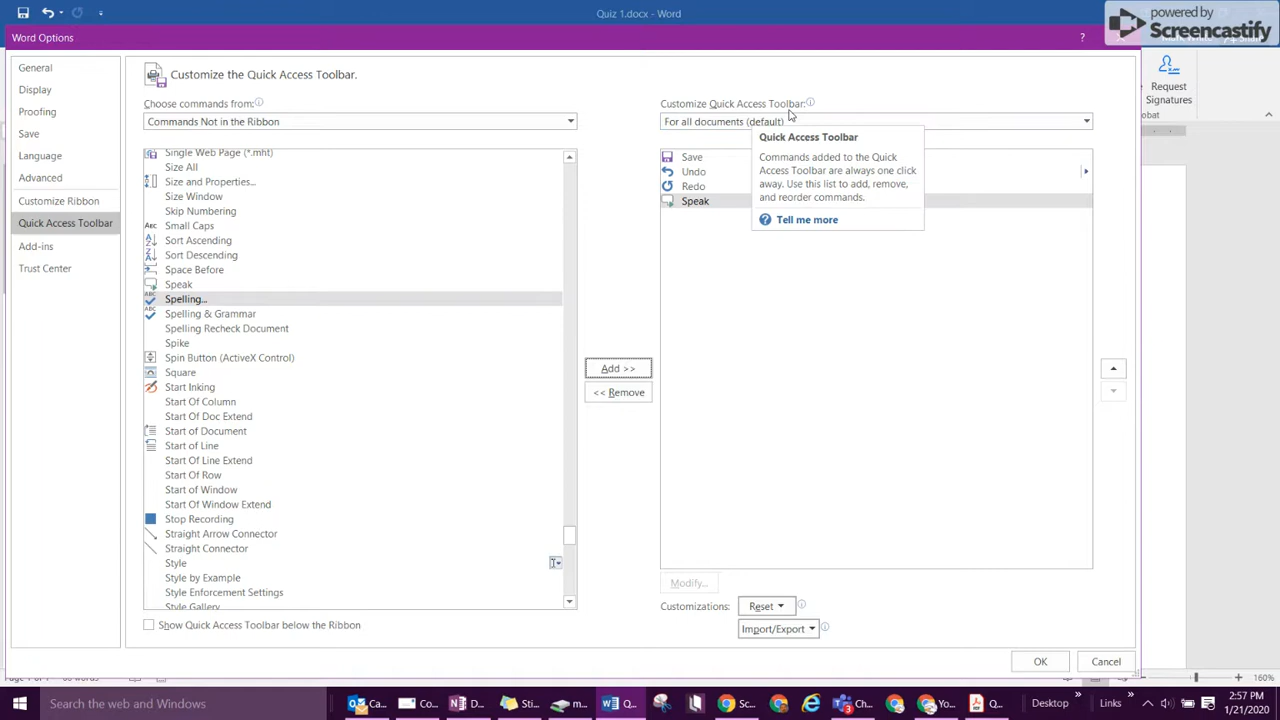 Quiz 1.docx - Word
powered by
Screencastify
Word Options
?
General
Display
Proofing
Save
Language
Advanced
Customize Ribbon
Quick Access Toolbar
Add-ins
Trust Center
Customize the Quick Access Toolbar.
Choose commands from:
Commands Not in the Ribbon
Single Web Page (*.mht)
Size All
Size and Properties...
Size Window
Skip Numbering
Small Caps
Sort Ascending
Sort Descending
Space Before
Speak
Spelling...
Spelling & Grammar
Spelling Recheck Document
Spike
Spin Button (ActiveX Control)
Square
Start Inking
Start Of Column
Start Of Doc Extend
Start of Document
Start of Line
Start Of Line Extend
Start Of Row
Start of Window
Start Of Window Extend
Stop Recording
Straight Arrow Connector
Straight Connector
Style
Style by Example
Style Enforcement Settings
Style Gallery
Show Quick Access Toolbar below the Ribbon
Add >>
<< Remove
Customize Quick Access Toolbar:
For all documents (default)
Save
Undo
Redo
Speak
Quick Access Toolbar
Commands added to the Quick
Access Toolbar are always one click
away. Use this list to add, remove,
and reorder commands.
Tell me more
Modify...
Customizations:
Reset
Import/Export
OK
Cancel
Request
Signatures
160%
Search the web and Windows
Ca...
Co...
D...
Sti...
m...
Q...
Sc...
Ch...
Yo...
Q...
Desktop
Links
2:57 PM
1/21/2020